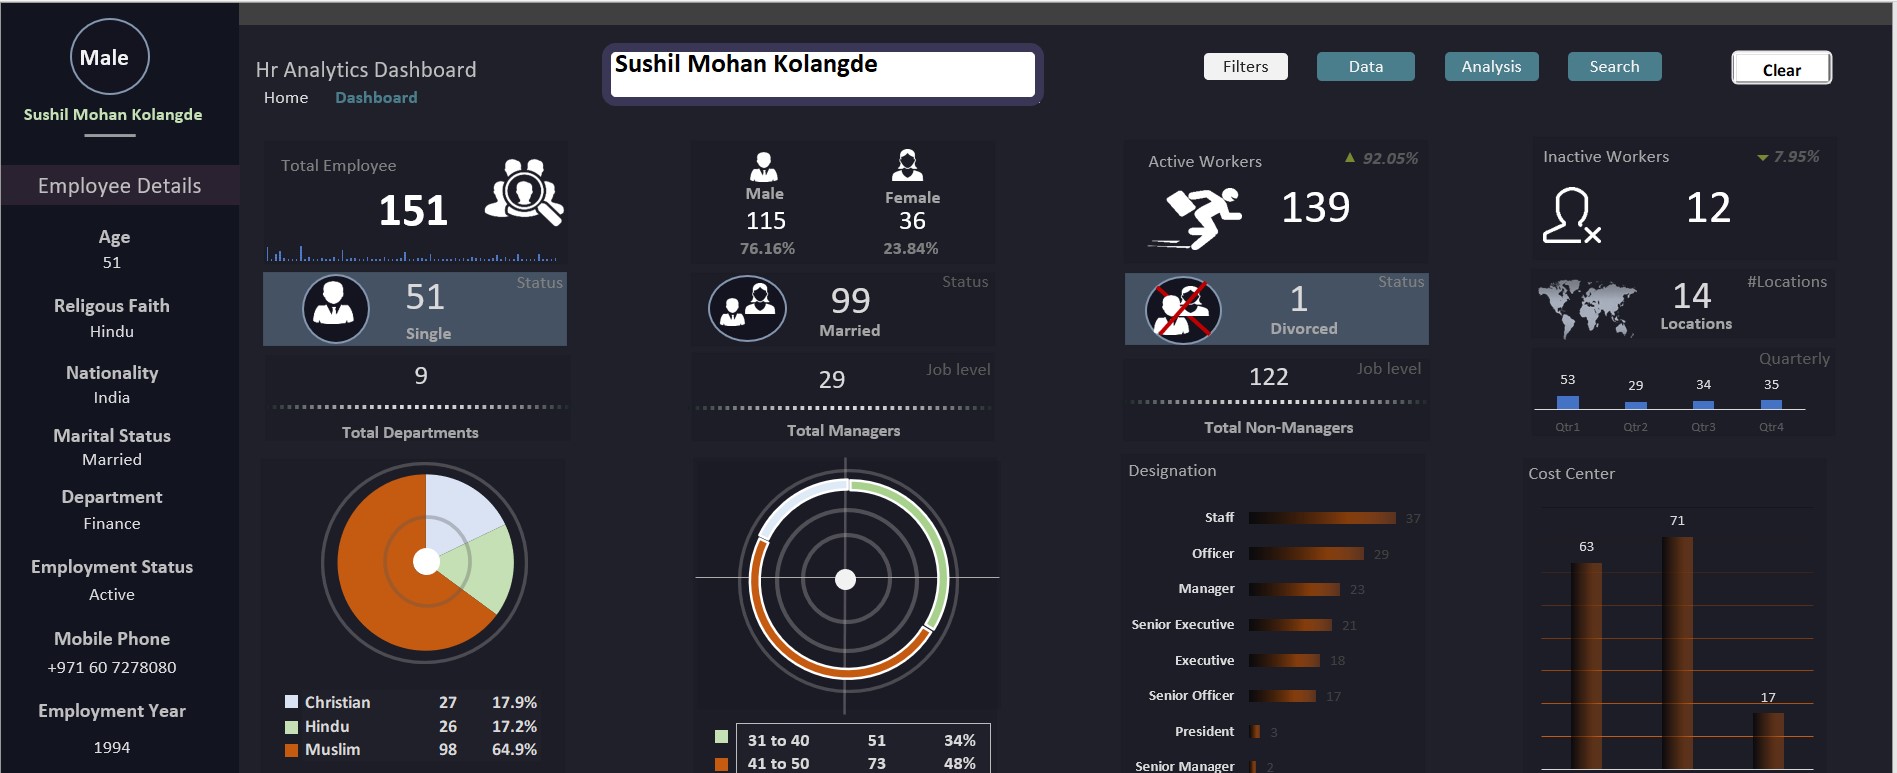 Male
Sushil Mohan Kolangde
Employee Details
Age
51
Religous Faith
Hindu
Nationality
India
Marital Status
Married
Department
Finance
Employment Status
Active
Mobile Phone
+971 60 7278080
Employment Year
1994
Hr Analytics Dashboard
Home Dashboard
Sushil Mohan Kolangde
Filters Data Analysis Search Clear
Total Employee
151
Male
115
76.16%
Female
36
23.84%
Active Workers
92.05%
139
Inactive Workers
7.95%
12
Status
51
Single
Status
99
Married
Status
1
Divorced
#Locations
14
Locations
9
Total Departments
Job level
29
Total Managers
Job level
122
Total Non-Managers
Quarterly
53 29 34 35
Qtr1 Qtr2 Qtr3 Qtr4
Christian 27 17.9%
Hindu 26 17.2%
Muslim 98 64.9%
31 to 40 51 34%
41 to 50 73 48%
Designation
Staff 37
Officer 29
Manager 23
Senior Executive 21
Executive 18
Senior Officer 17
President 3
Senior Manager 2
Cost Center
63
71
17